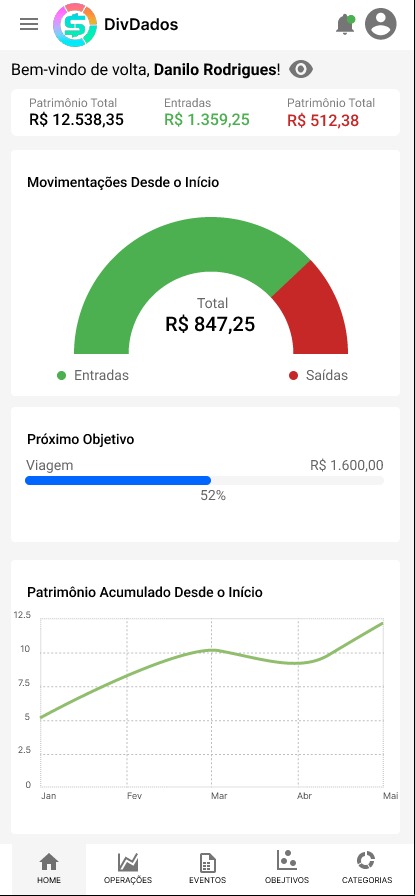 DivDados
Bem-vindo de volta, Danilo Rodrigues!
Patrimônio Total Entradas Patrimônio Total
R$ 12.538,35 R$ 1.359,25 R$ 512,38
Movimentações Desde o Início
Total
R$ 847,25
Entradas Saídas
Próximo Objetivo
Viagem R$ 1.600,00
52%
Patrimônio Acumulado Desde o Início
12.5
10
7.5
5
2.5
0
Jan Fev Mar Abr Mai
HOME OPERAÇÕES EVENTOS OBEJTIVOS CATEGORIAS